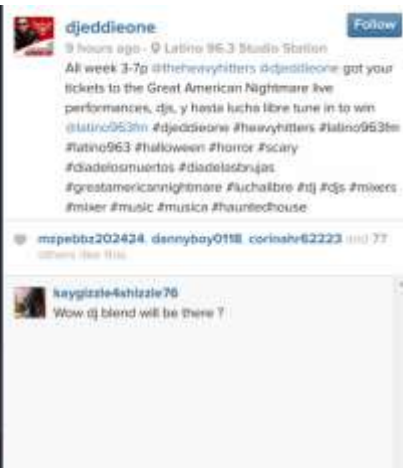 djeddieone
Follow
9 hours ago · Latino 96.3 Studio Station
All week 3-7p @theheavyhitters @djeddieone got your
tickets to the Great American Nightmare live
performances, djs, y hasta lucha libre tune in to win
@latino963fm #djeddieone #heavyhitters #latino963fm
#latino963 #halloween #horror #scary
#diadelosmuertos #diadelasbrujas
#greatamericannightmare #luchalibre #dj #djs #mixers
#mixer #music #musica #hauntedhouse
mzpebbz202424, dannyboy0118, corinahr62223 and 77
others like this.
kaygizzle4shizzle76
Wow dj blend will be there ?